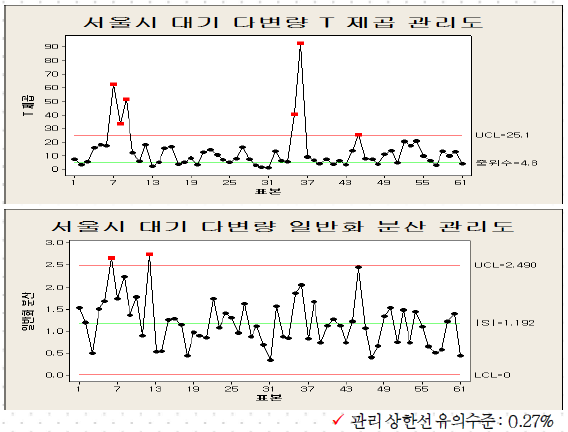 서울시 대기 다변량 T 제곱 관리도
T 제곱
90
80
70
60
50
40
30
20
10
0
UCL=25.1
중위수=4.8
1 7 13 19 25 31 37 43 49 55 61
표본
서울시 대기 다변량 일반화 분산 관리도
일반화 분산
3.0
2.5
2.0
1.5
1.0
0.5
0.0
UCL=2.490
|S|=1.192
LCL=0
1 7 13 19 25 31 37 43 49 55 61
표본
✓ 관리 상한선 유의수준 : 0.27%